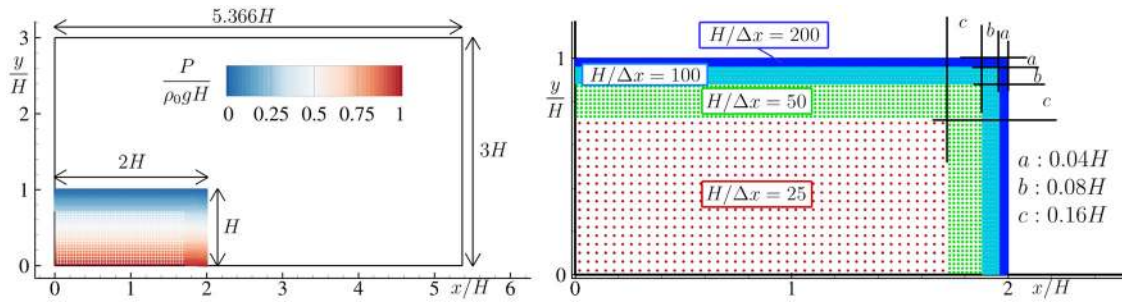 5.366H
3
y/H
P/ρ₀gH
0 0.25 0.5 0.75 1
2
3H
2H
1
H
0
0 1 2 3 4 5 x/H 6
c
b a
H/Δx = 200
1
a
H/Δx = 100
b
y/H
H/Δx = 50
c
a : 0.04H
H/Δx = 25
b : 0.08H
c : 0.16H
0
0 1 2 x/H